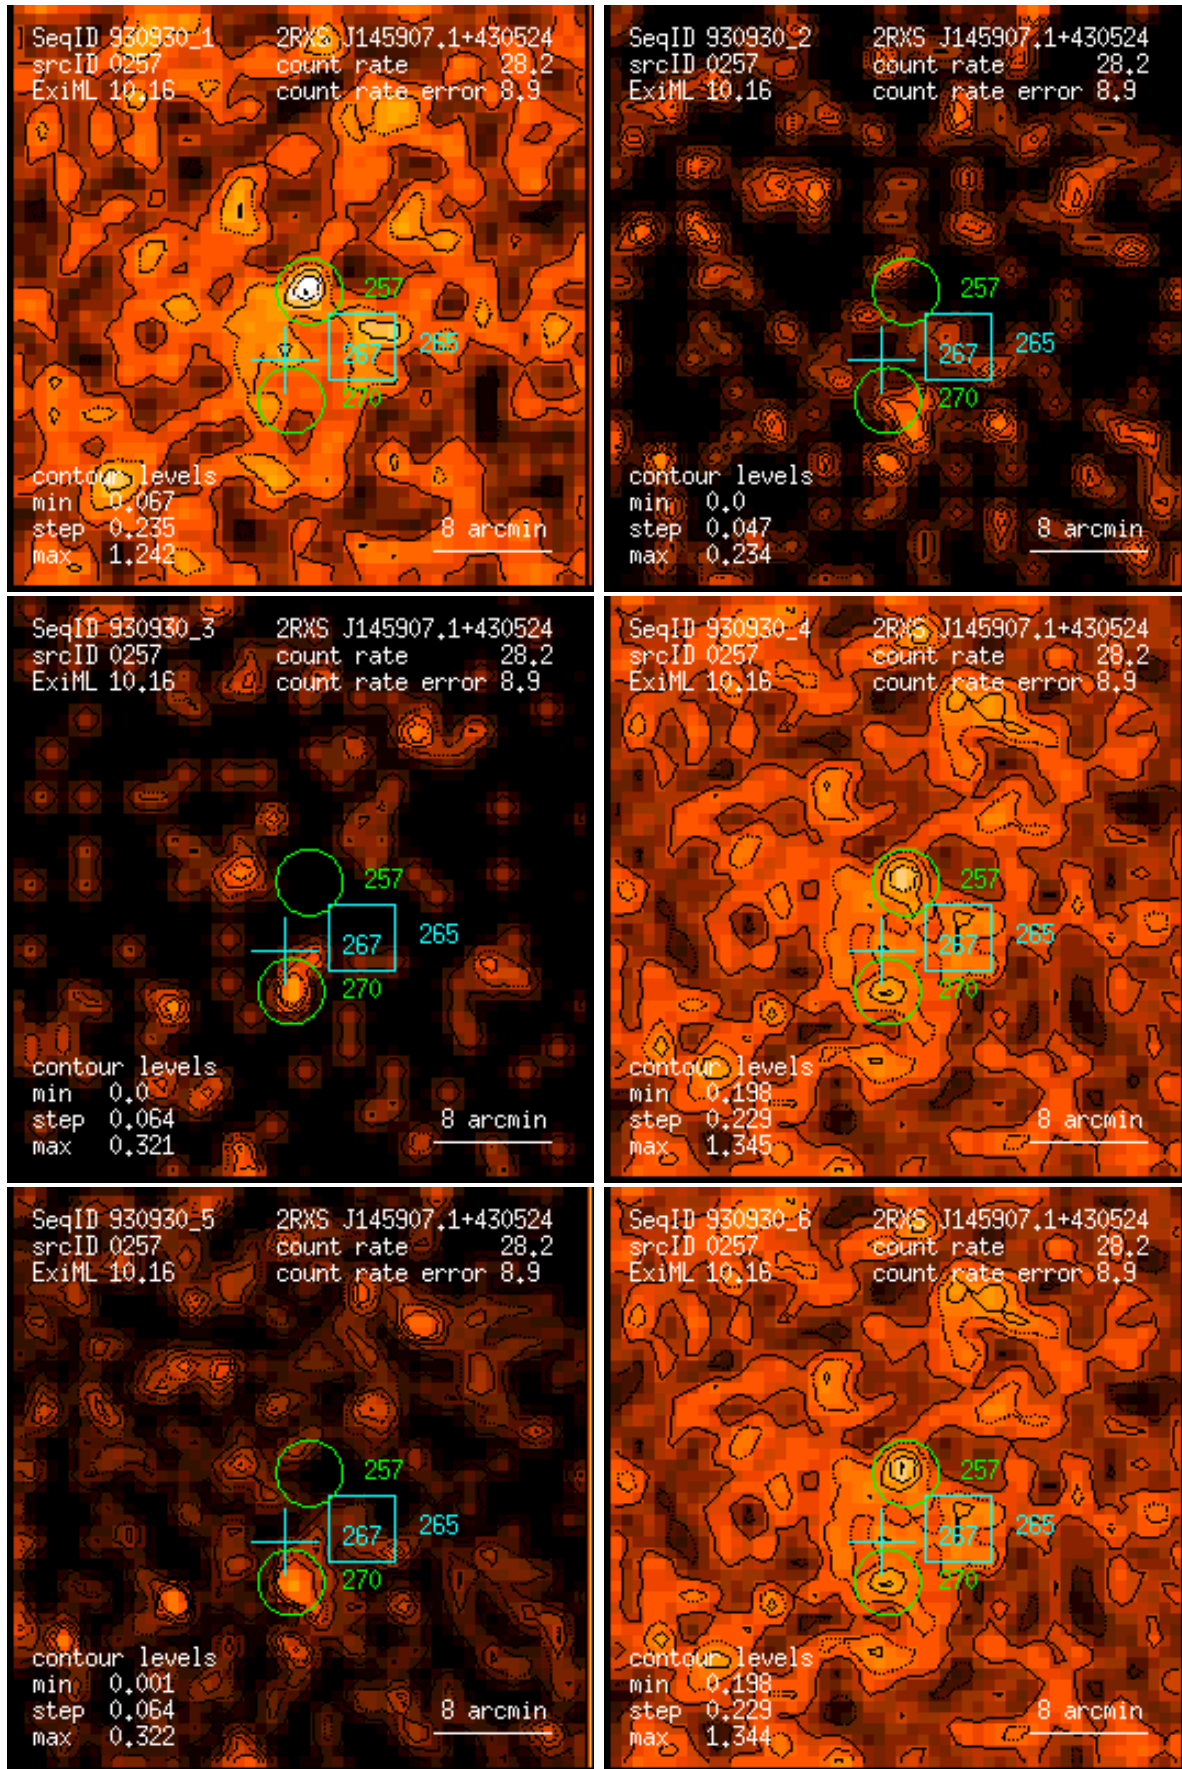 SeqID 930930_1 2RXS J145907.1+430524
srcID 0257 count rate 28.2
ExiML 10.16 count rate error 8.9
257
265
267
270
contour levels
min 0.067
step 0.235 8 arcmin
max 1.242
SeqID 930930_2 2RXS J145907.1+430524
srcID 0257 count rate 28.2
ExiML 10.16 count rate error 8.9
257
265
267
270
contour levels
min 0.0
step 0.047 8 arcmin
max 0.234
SeqID 930930_3 2RXS J145907.1+430524
srcID 0257 count rate 28.2
ExiML 10.16 count rate error 8.9
257
265
267
270
contour levels
min 0.0
step 0.064 8 arcmin
max 0.321
SeqID 930930_4 2RXS J145907.1+430524
srcID 0257 count rate 28.2
ExiML 10.16 count rate error 8.9
257
265
267
270
contour levels
min 0.198
step 0.229 8 arcmin
max 1.345
SeqID 930930_5 2RXS J145907.1+430524
srcID 0257 count rate 28.2
ExiML 10.16 count rate error 8.9
257
265
267
270
contour levels
min 0.001
step 0.064 8 arcmin
max 0.322
SeqID 930930_6 2RXS J145907.1+430524
srcID 0257 count rate 28.2
ExiML 10.16 count rate error 8.9
257
265
267
270
contour levels
min 0.198
step 0.229 8 arcmin
max 1.344